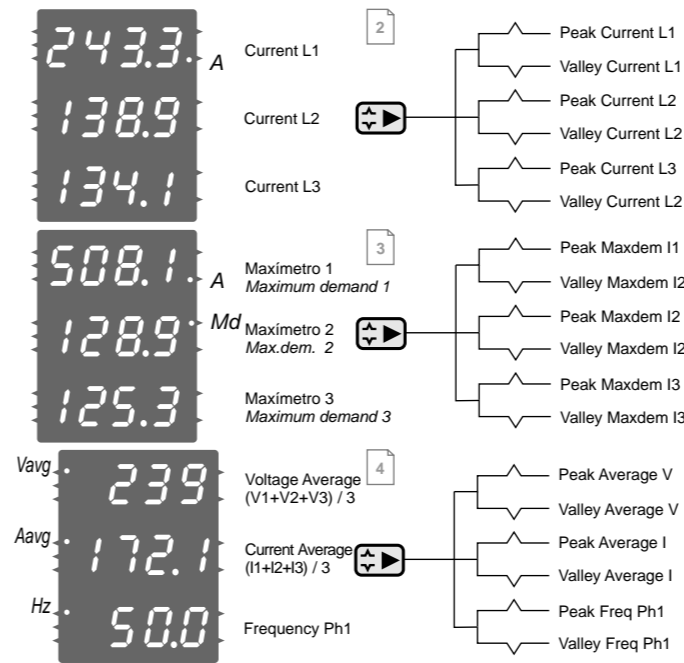 243.3
A
Current L1
2
Peak Current L1
Valley Current L1
138.9
Current L2
Peak Current L2
Valley Current L2
134.1
Current L3
Peak Current L3
Valley Current L2
508.1
A
Maxímetro 1
Maximum demand 1
3
Peak Maxdem I1
Valley Maxdem I2
128.9
Md
Maxímetro 2
Max.dem. 2
Peak Maxdem I2
Valley Maxdem I2
125.3
Maxímetro 3
Maximum demand 3
Peak Maxdem I3
Valley Maxdem I3
Vavg
239
Voltage Average
(V1+V2+V3) / 3
4
Peak Average V
Valley Average V
Aavg
172.1
Current Average
(I1+I2+I3) / 3
Peak Average I
Valley Average I
Hz
50.0
Frequency Ph1
Peak Freq Ph1
Valley Freq Ph1